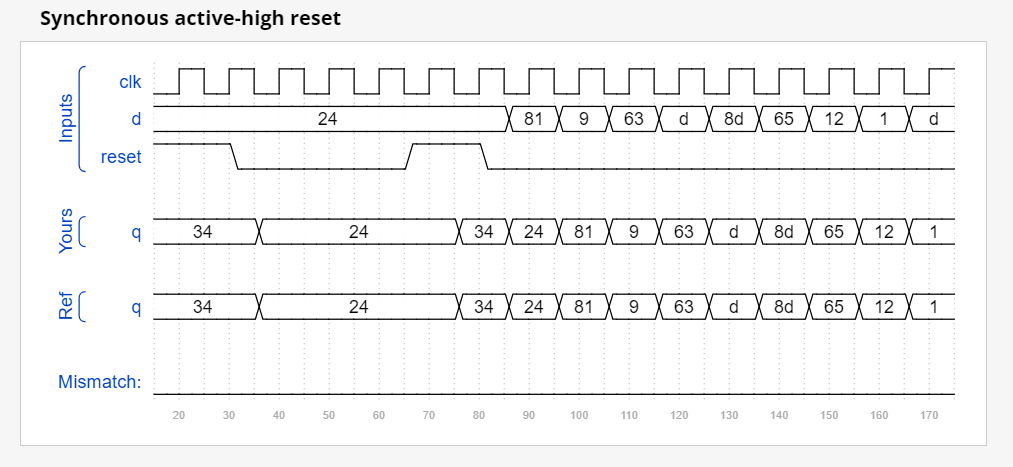 Synchronous active-high reset
Inputs
clk
d 24 81 9 63 d 8d 65 12 1 d
reset
Yours
q 34 24 34 24 81 9 63 d 8d 65 12 1
Ref
q 34 24 34 24 81 9 63 d 8d 65 12 1
Mismatch:
20 30 40 50 60 70 80 90 100 110 120 130 140 150 160 170